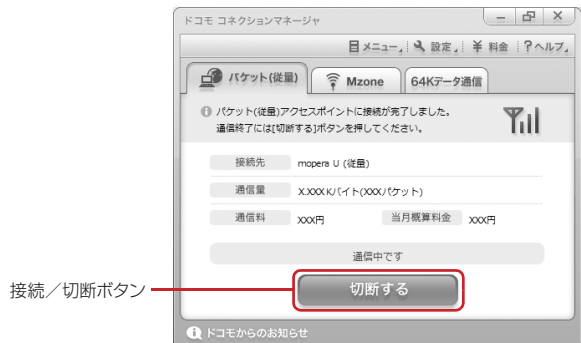 ドコモ コネクションマネージャ
メニュー 設定 ¥ 料金 ? ヘルプ
パケット(従量) Mzone 64Kデータ通信
パケット(従量)アクセスポイントに接続が完了しました。
通信終了には[切断する]ボタンを押してください。
接続先 mopera U (従量)
通信量 X.XXX Kバイト(XXXパケット)
通信料 XXX円 当月概算料金 XXX円
通信中です
接続／切断ボタン 切断する
ドコモからのお知らせ